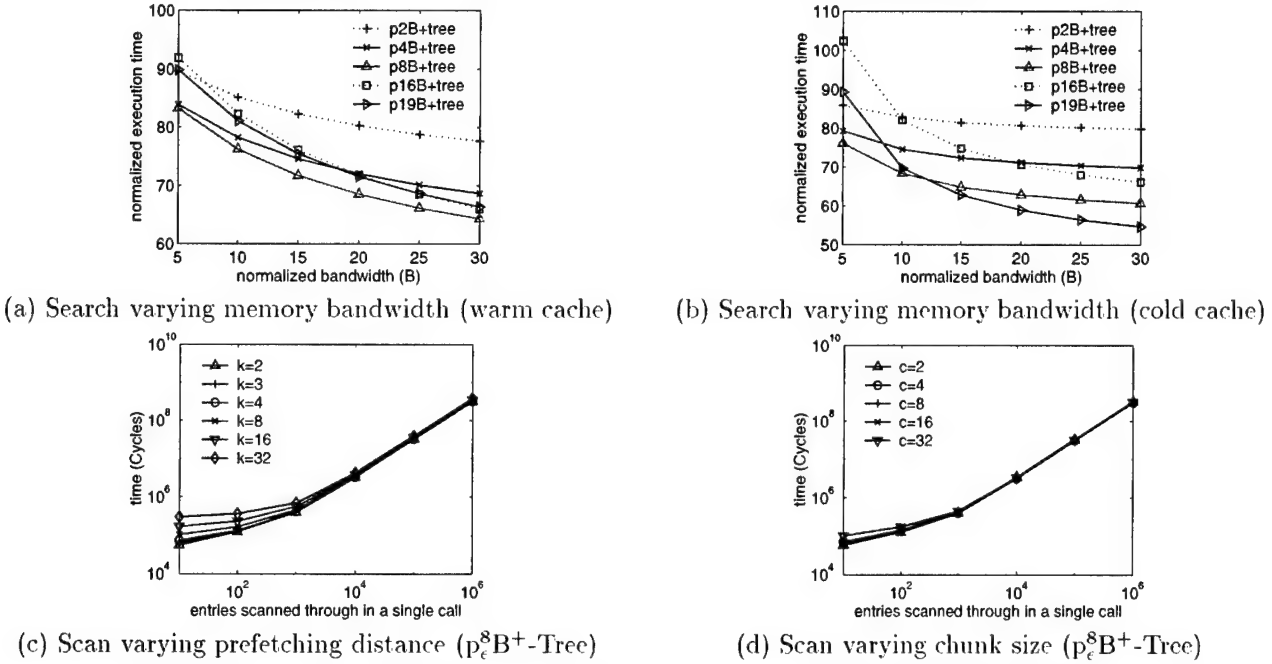 100
90
80
70
60
normalized execution time
p2B+tree
p4B+tree
p8B+tree
p16B+tree
p19B+tree
5 10 15 20 25 30
normalized bandwidth (B)
(a) Search varying memory bandwidth (warm cache)
110
100
90
80
70
60
50
normalized execution time
p2B+tree
p4B+tree
p8B+tree
p16B+tree
p19B+tree
5 10 15 20 25 30
normalized bandwidth (B)
(b) Search varying memory bandwidth (cold cache)
10^10
10^8
10^6
10^4
time (Cycles)
k=2
k=3
k=4
k=8
k=16
k=32
10^2 10^4 10^6
entries scanned through in a single call
(c) Scan varying prefetching distance (p_ϵ^8B^+-Tree)
10^10
10^8
10^6
10^4
time (Cycles)
c=2
c=4
c=8
c=16
c=32
10^2 10^4 10^6
entries scanned through in a single call
(d) Scan varying chunk size (p_ϵ^8B^+-Tree)